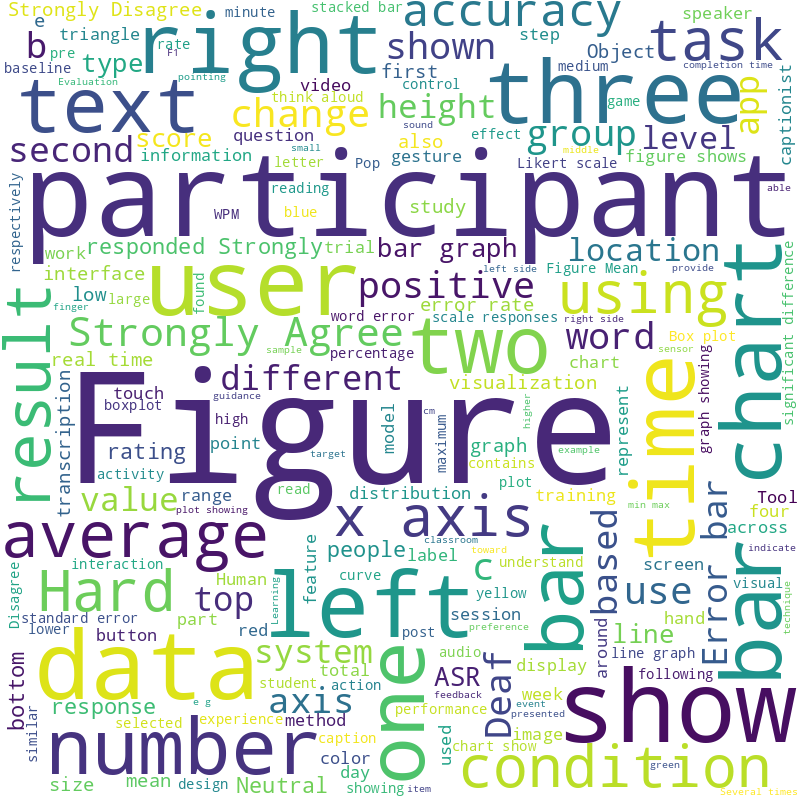 Strongly Disagree
minute
stacked bar
accuracy
speaker
e
triangle
rate
F1
right
step
task
b
pre
type
pointing
shown
Object
baseline
Evaluation
text
first
control
three
medium
completion time
video
think aloud
height
game
app
captionist
change
sound
effect
small
middle
second
score
question
also
group
level
information
letter
Pop
gesture
Likert scale
figure shows
respectively
participant
reading
able
WPM
blue
study
work
responded Strongly
trial
bar graph
location
interface
user
found
left side
Figure Mean
provide
low
large
positive
using
chart
significant difference
result
finger
error rate
Strongly Agree
word error
scale responses
right side
two
word
Box plot
real time
sample
percentage
chart
sensor
different
visualization
time
transcription
touch
guidance
Figure
boxplot
high
cm
model
maximum
higher
represent
graph showing
rating
point
graph
target
example
activity
contains
value
range
read
distribution
plot
training
min max
Tool
plot showing
x axis
four
average
bar
across
Error bar
bar
interaction
classroom
toward
indicate
Disagree
Hard
Human
people
label
c
understand
based
screen
visual
technique
feature
curve
left
yellow
use
top
Learning
session
standard error
part
post
preference
line
hand
lower
button
red
one
audio
around
line graph
bottom
data
system
ASR
Deaf
display
following
show
total
student
action
feedback
week
response
e g
performance
event
provide
selected
experience
method
presented
similar
number
caption
used
image
axis
color
chart show
green
condition
day
size
mean
design
Neutral
showing
item
Several times